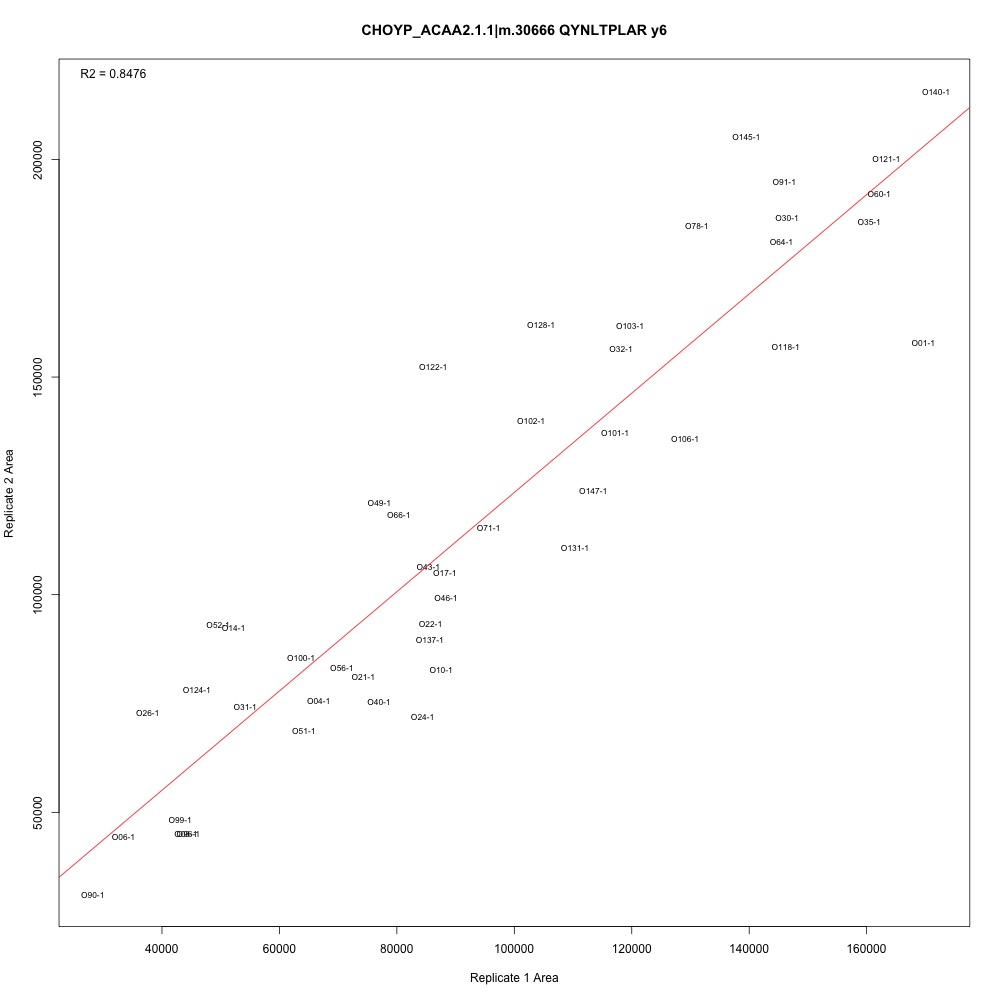 CHOYP_ACAA2.1.1|m.30666 QYNLTPLAR y6
R2 = 0.8476
O140-1
O145-1
O121-1
O91-1
O60-1
O30-1
O35-1
O78-1
O64-1
O128-1
O103-1
O01-1
O118-1
O32-1
O122-1
O102-1
O101-1
O106-1
O147-1
O49-1
O66-1
O71-1
O131-1
O43-1
O17-1
O46-1
O22-1
O52-1
O14-1
O137-1
O100-1
O56-1
O10-1
O21-1
O124-1
O04-1
O40-1
O31-1
O26-1
O24-1
O51-1
O99-1
O06-1
O90-1
200000
150000
100000
50000
Replicate 2 Area
40000 60000 80000 100000 120000 140000 160000
Replicate 1 Area